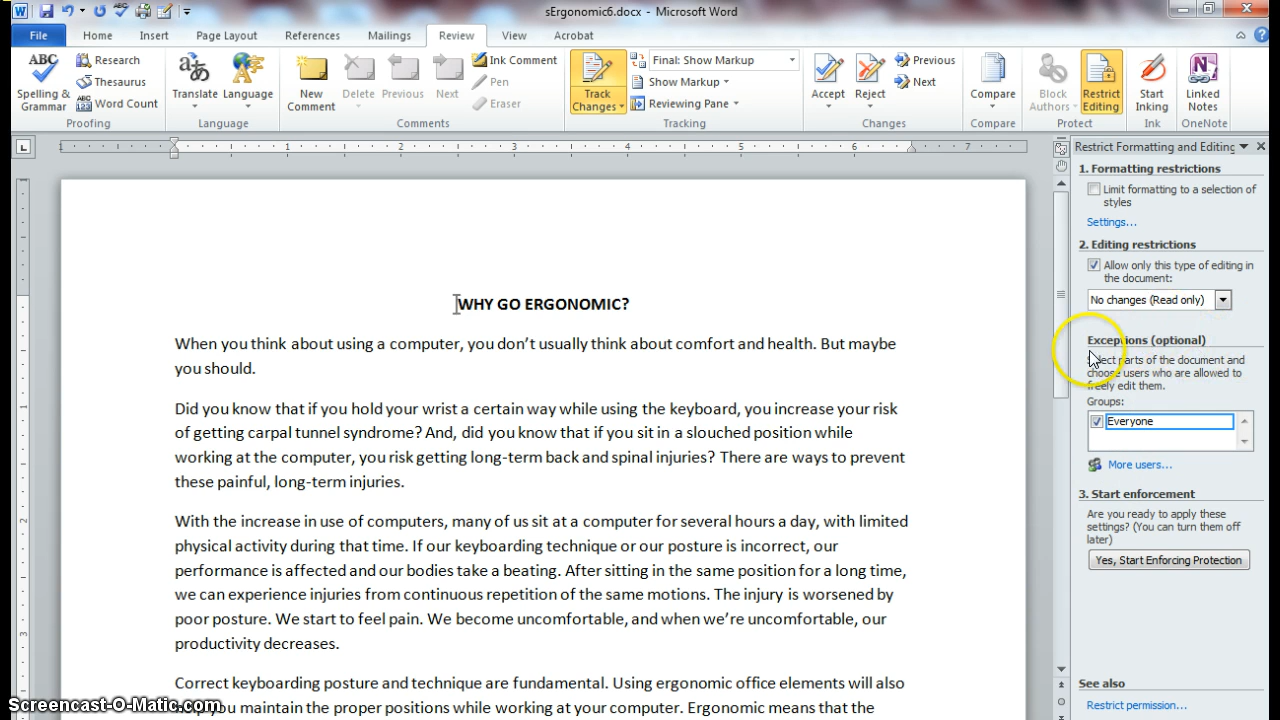 sErgonomic6.docx - Microsoft Word
File Home Insert Page Layout References Mailings Review View Acrobat
ABC Spelling & Grammar
Research
Thesaurus
Word Count
Proofing
Translate Language
Language
New Comment Delete Previous Next
Ink Comment
Pen
Eraser
Comments
Track Changes
Final: Show Markup
Show Markup
Reviewing Pane
Tracking
Accept Reject
Previous
Next
Changes
Compare
Compare
Block Authors Restrict Editing
Protect
Start Inking
Ink
Linked Notes
OneNote
1 1 2 3 4 5 6 7
Restrict Formatting and Editing
1. Formatting restrictions
Limit formatting to a selection of
styles
Settings...
2. Editing restrictions
Allow only this type of editing in
the document:
No changes (Read only)
Exceptions (optional)
Select parts of the document and
choose users who are allowed to
freely edit them.
Groups:
Everyone
More users...
3. Start enforcement
Are you ready to apply these
settings? (You can turn them off
later)
Yes, Start Enforcing Protection
See also
Restrict permission...
1
2
3
WHY GO ERGONOMIC?
When you think about using a computer, you don't usually think about comfort and health. But maybe
you should.
Did you know that if you hold your wrist a certain way while using the keyboard, you increase your risk
of getting carpal tunnel syndrome? And, did you know that if you sit in a slouched position while
working at the computer, you risk getting long-term back and spinal injuries? There are ways to prevent
these painful, long-term injuries.
With the increase in use of computers, many of us sit at a computer for several hours a day, with limited
physical activity during that time. If our keyboarding technique or our posture is incorrect, our
performance is affected and our bodies take a beating. After sitting in the same position for a long time,
we can experience injuries from continuous repetition of the same motions. The injury is worsened by
poor posture. We start to feel pain. We become uncomfortable, and when we're uncomfortable, our
productivity decreases.
Correct keyboarding posture and technique are fundamental. Using ergonomic office elements will also
you maintain the proper positions while working at your computer. Ergonomic means that the
Screencast-O-Matic.com